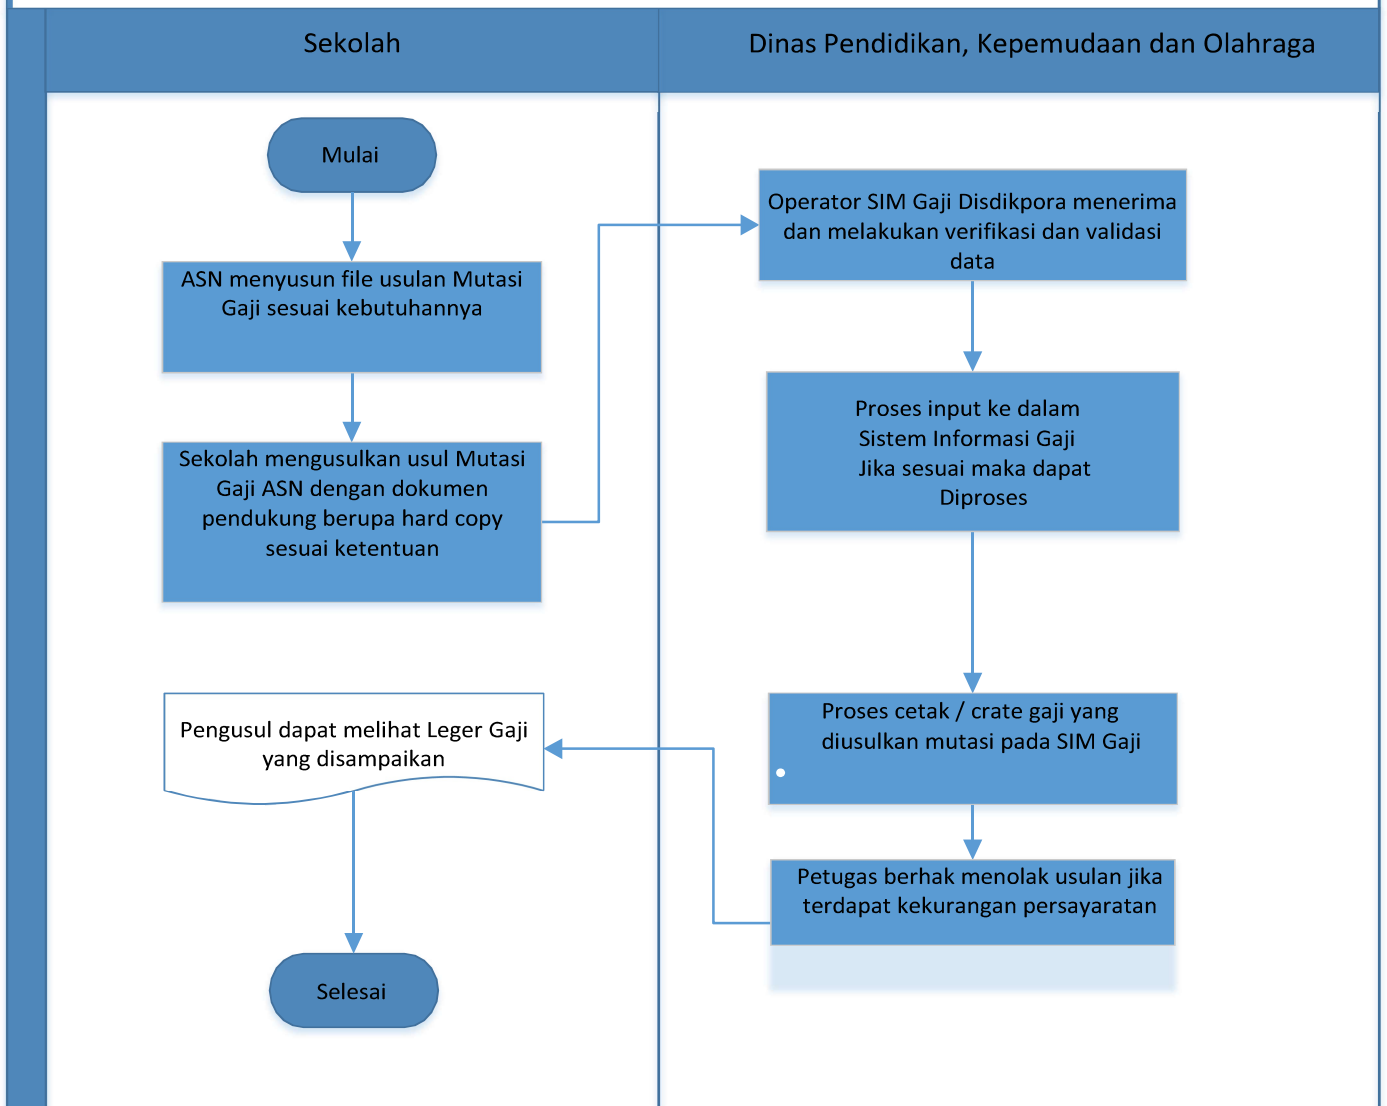 Sekolah
Dinas Pendidikan, Kepemudaan dan Olahraga
Mulai
ASN menyusun file usulan Mutasi
Gaji sesuai kebutuhannya
Sekolah mengusulkan usul Mutasi
Gaji ASN dengan dokumen
pendukung berupa hard copy
sesuai ketentuan
Operator SIM Gaji Disdikpora menerima
dan melakukan verifikasi dan validasi
data
Proses input ke dalam
Sistem Informasi Gaji
Jika sesuai maka dapat
Diproses
Proses cetak / crate gaji yang
diusulkan mutasi pada SIM Gaji
Petugas berhak menolak usulan jika
terdapat kekurangan persayaratan
Pengusul dapat melihat Leger Gaji
yang disampaikan
Selesai